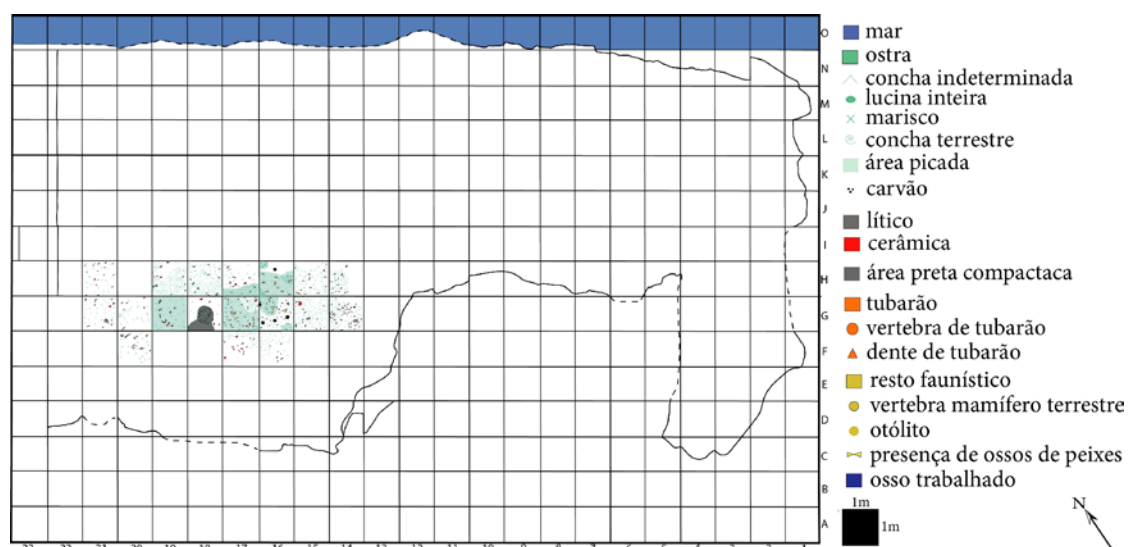 O
N
M
L
K
J
I
H
G
F
E
D
C
B
A
mar
ostra
concha indeterminada
lucina inteira
marisco
concha terrestre
área picada
carvão
lítico
cerâmica
área preta compactaca
tubarão
vertebra de tubarão
dente de tubarão
resto faunístico
vertebra mamífero terrestre
otólito
presença de ossos de peixes
osso trabalhado
1m
1m
N